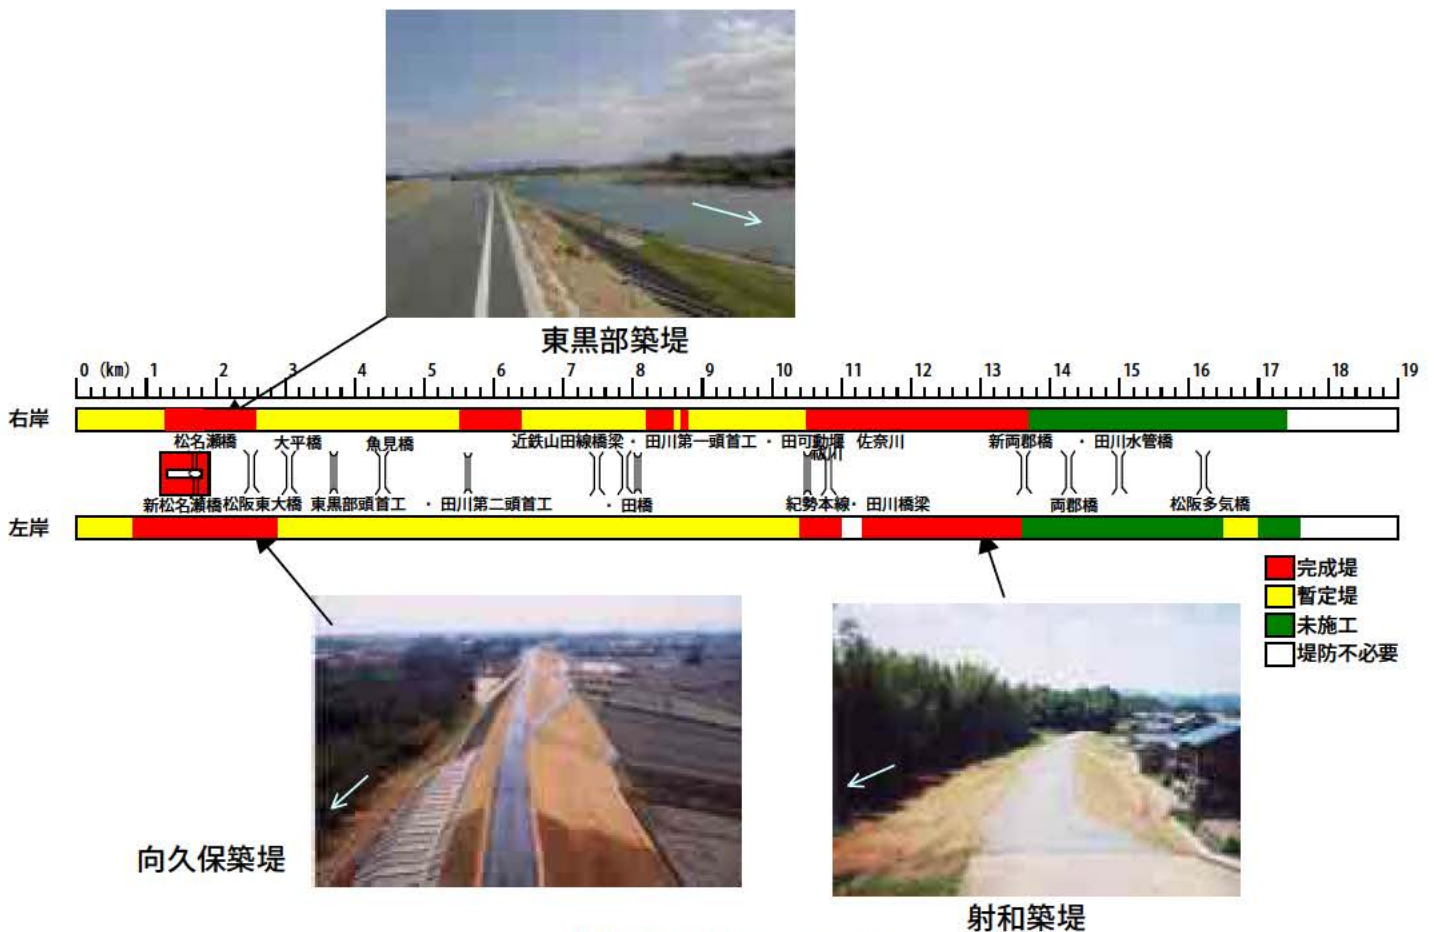 東黒部築堤
0 (km) 1 2 3 4 5 6 7 8 9 10 11 12 13 14 15 16 17 18 19
右岸
松名瀬橋 大平橋 魚見橋 近鉄山田線橋梁・田川第一頭首工・田可動堰 佐奈川 新両郡橋 ・田川水管橋
祓川
新松名瀬橋 松阪東大橋 東黒部頭首工 ・田川第二頭首工 ・田橋 紀勢本線・田川橋梁 両郡橋 松阪多気橋
左岸
完成堤
暫定堤
未施工
堤防不必要
向久保築堤
射和築堤